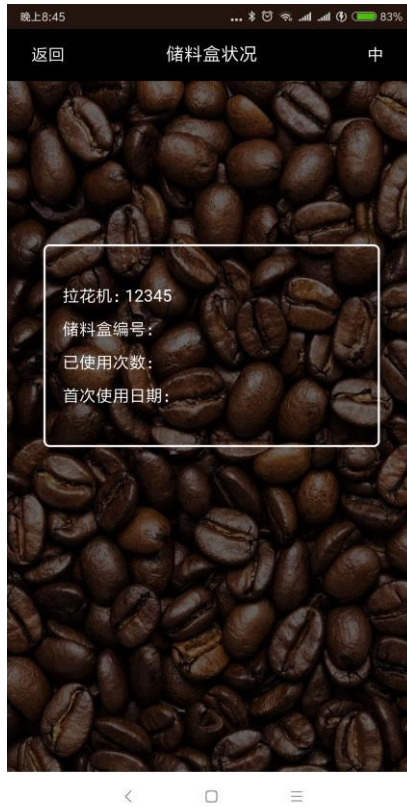 晚上8:45
83%
返回
储料盒状况
中
拉花机：12345
储料盒编号：
已使用次数：
首次使用日期：